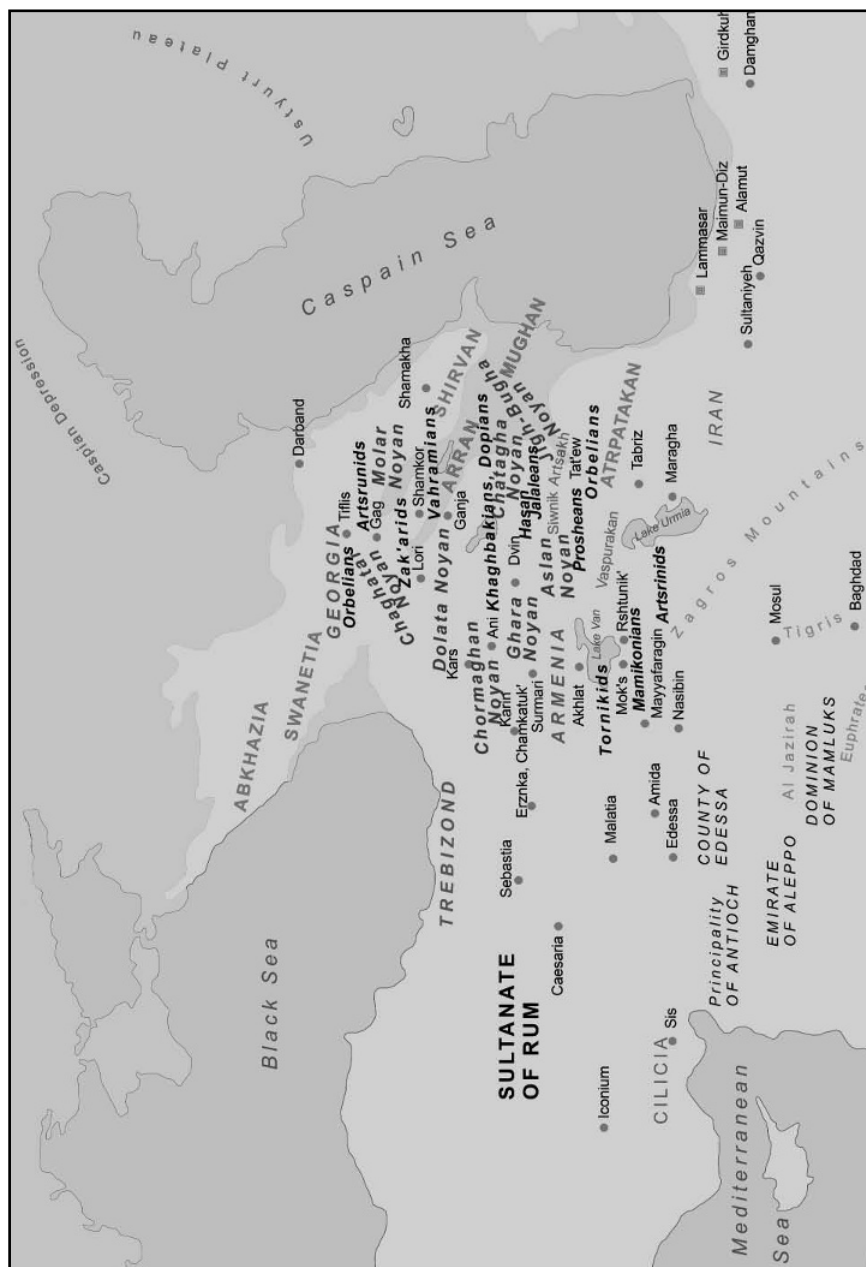 Ustyurt Plateau
Caspian Depression
Caspain Sea
Girdkuh
Damghan
Lammasar
Maimun-Diz
Alamut
Sultaniyeh
Qazvin
Darband
Shamakha
SHIRVAN
MUGHAN
ARRAN
ABKHAZIA
SWANETIA
GEORGIA
Orbelians
Tiflis
Artsrunids
Gag
Molar
Noyan
Chaghatai
Noyan
Zak'arids
Lori
Shamkor
Vahramians
Ganja
Dolata Noyan
Kars
Khaghbakians, Dopians
Ani
Chormaghan
Noyan
Karin
Chatagha
Noyan
Jigh-Bugha
Noyan
Ghara
Noyan
Dvin
Hasan
Jalaleans
Siwnik Artsakh
Surmari
Aslan
Noyan
Prosheans
Tat'ew
Orbelians
ATRPATAKAN
ARMENIA
Akhlat
Lake Van
Vaspurakan
Tabriz
Maragha
Lake Urmia
IRAN
Tornikids
Mok's
Rshtunik'
Mamikonians
Artsrinids
Mayyafaragin
Nasibin
Zagros Mountains
Mosul
Tigris
Baghdad
Black Sea
TREBIZOND
Erznka, Chamkatuk'
Sebastia
Malatia
Amida
Edessa
COUNTY OF
EDESSA
Al Jazirah
DOMINION
OF MAMLUKS
Euphrates
Caesaria
SULTANATE
OF RUM
Principality
OF ANTIOCH
EMIRATE
OF ALEPPO
Iconium
CILICIA
Sis
Mediterranean
Sea